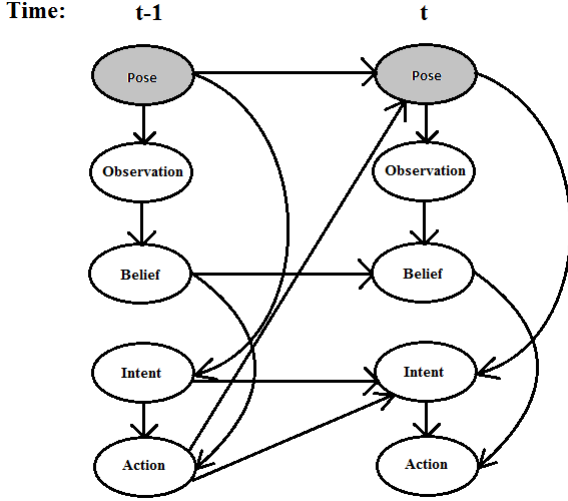 Time: t-1 t
Pose Pose
Observation Observation
Belief Belief
Intent Intent
Action Action